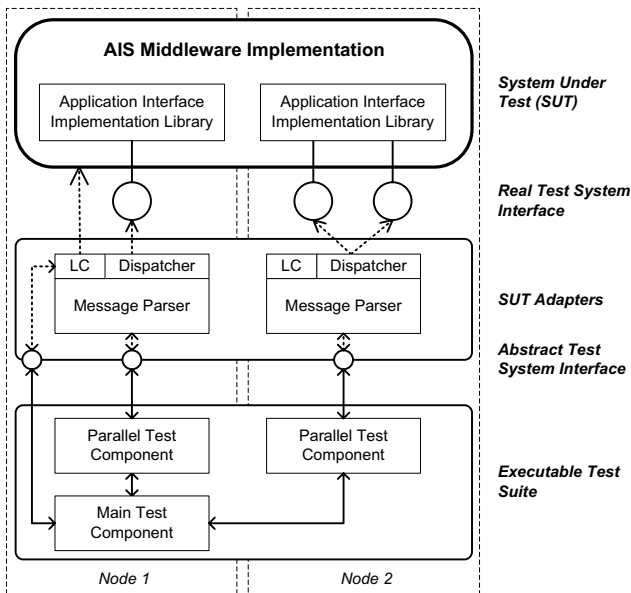 AIS Middleware Implementation
Application Interface
Implementation Library
Application Interface
Implementation Library
System Under
Test (SUT)
Real Test System
Interface
LC
Dispatcher
Message Parser
LC
Dispatcher
Message Parser
SUT Adapters
Abstract Test
System Interface
Parallel Test
Component
Parallel Test
Component
Main Test
Component
Executable Test
Suite
Node 1
Node 2